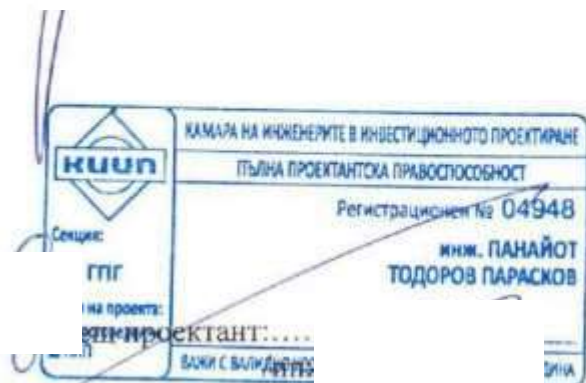 КАМАРА НА ИНЖЕНЕРИТЕ В ИНВЕСТИЦИОННОТО ПРОЕКТИРАНЕ
КИИП
ПЪЛНА ПРОЕКТАНТСКА ПРАВОСПОСОБНОСТ
Регистрационен № 04948
Секция:
ГПГ
инж. ПАНАЙОТ
ТОДОРОВ ПАРАСКОВ
на проекта:
проектант:....
ВАЖИ С